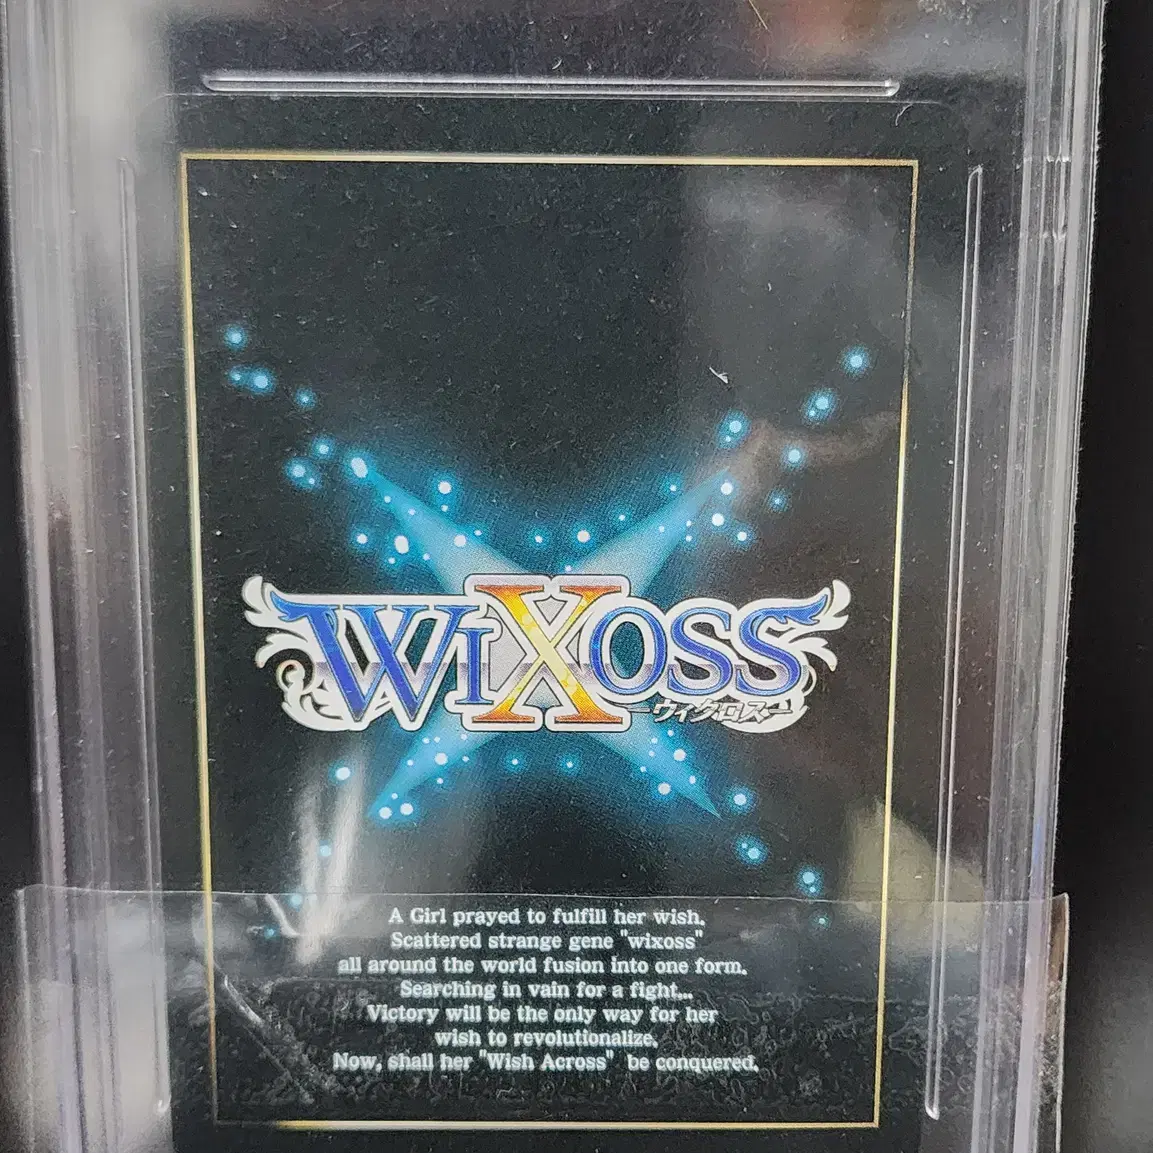 WIXOSS
ウィクロス
A Girl prayed to fulfill her wish.
Scattered strange gene "wixoss"
all around the world fusion into one form.
Searching in vain for a fight...
Victory will be the only way for her
wish to revolutionalize.
Now, shall her "Wish Across" be conquered.